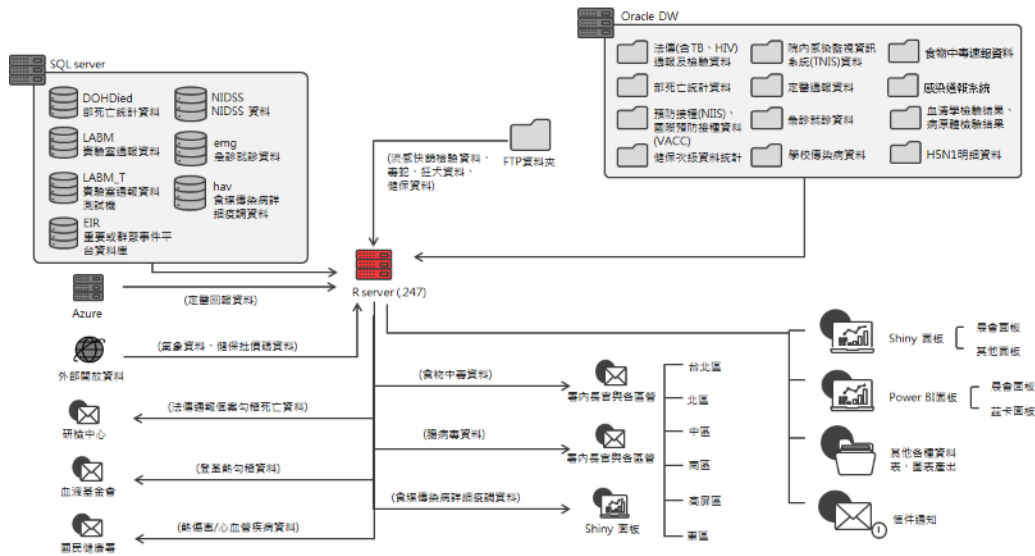 SQL server
DOHDied
部死亡統計資料
LABM
實驗室通報資料
LABM_T
實驗室通報資料
測試機
EIR
重要或群聚事件平
台資料庫
NIDSS
NIDSS 資料
emg
急診就診資料
hav
食媒傳染病詳
細疫調資料
Oracle DW
法傳(含TB、HIV)
通報及檢驗資料
部死亡統計資料
預防接種(NIIS)、
國際預防接種資料
(VACC)
健保次級資料統計
院內感染監視資訊
系統(TNIS)資料
定醫通報資料
急診就診資料
學校傳染病資料
食物中毒速報資料
感染通報系統
血清學檢驗結果、
病原體檢驗結果
H5N1明細資料
FTP資料夾
(流感快篩檢驗資料、
毒蛇、狂犬資料、
健保資料)
R server (.247)
Azure
(定醫回報資料)
外部開放資料
(氣象資料、健保批價碼資料)
研檢中心
(法傳通報個案勾稽死亡資料)
血液基金會
(登革熱勾稽資料)
國民健康署
(熱傷害/心血管疾病資料)
(食物中毒資料)
署內長官與各區管
(腸病毒資料)
署內長官與各區管
(食媒傳染病詳細疫調資料)
Shiny 面板
台北區
北區
中區
南區
高屏區
東區
Shiny 面板
晨會面板
其他面板
Power BI面板
晨會面板
茲卡面板
其他各種資料
表、圖表產出
信件通知